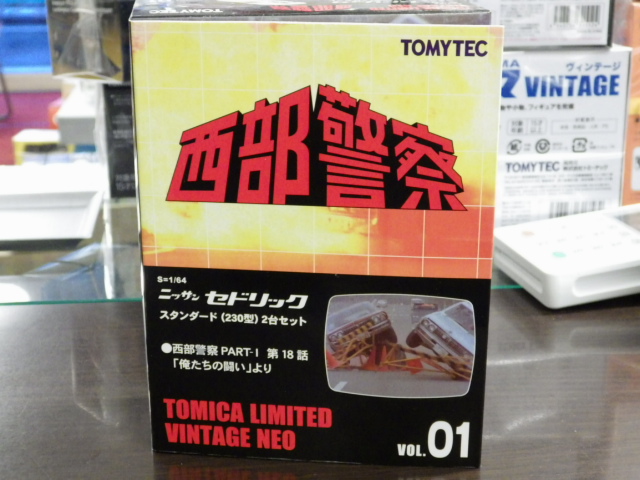 TOMYTEC
西部警察
S=1/64
ニッサン セドリック
スタンダード(230型)2台セット
●西部警察 PART-Ⅰ 第18話
「俺たちの闘い」より
TOMICA LIMITED
VINTAGE NEO
VOL.01
ヴィンテージ
VINTAGE
TOMYTEC